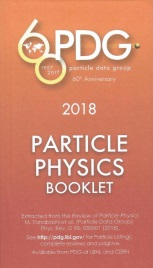 60 PDG
1957 2017 particle data group
60th Anniversary
2018
PARTICLE
PHYSICS
BOOKLET
Extracted from the Review of Particle Physics
M. Tanabashi et al. (Particle Data Group)
Phys. Rev. D 98, 030001 (2018)
See http://pdg.lbl.gov/ for Particle Listings,
complete reviews and pdgLive
Available from PDG at LBNL and CERN